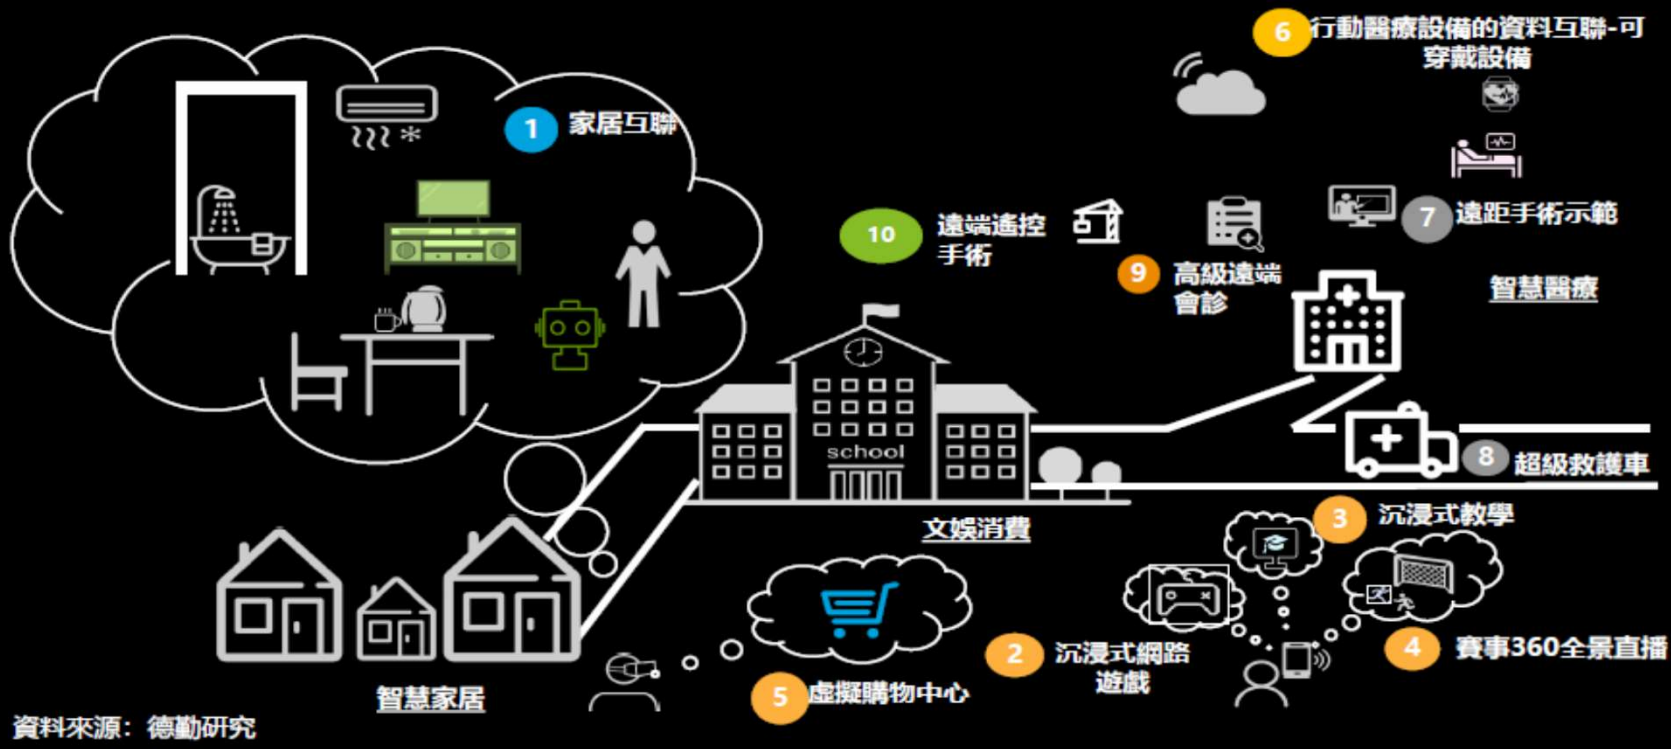 6
行動醫療設備的資料互聯-可
穿戴設備
1
家居互聯
10
遠端遙控
手術
9
高級遠端
會診
7
遠距手術示範
智慧醫療
school
8
超級救護車
文娛消費
3
沉浸式教學
2
沉浸式網路
遊戲
4
賽事360全景直播
5
虛擬購物中心
智慧家居
資料來源：德勤研究